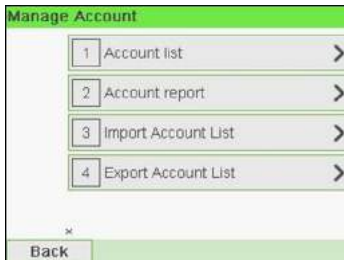 Manage Account
1 Account list
2 Account report
3 Import Account List
4 Export Account List
×
Back